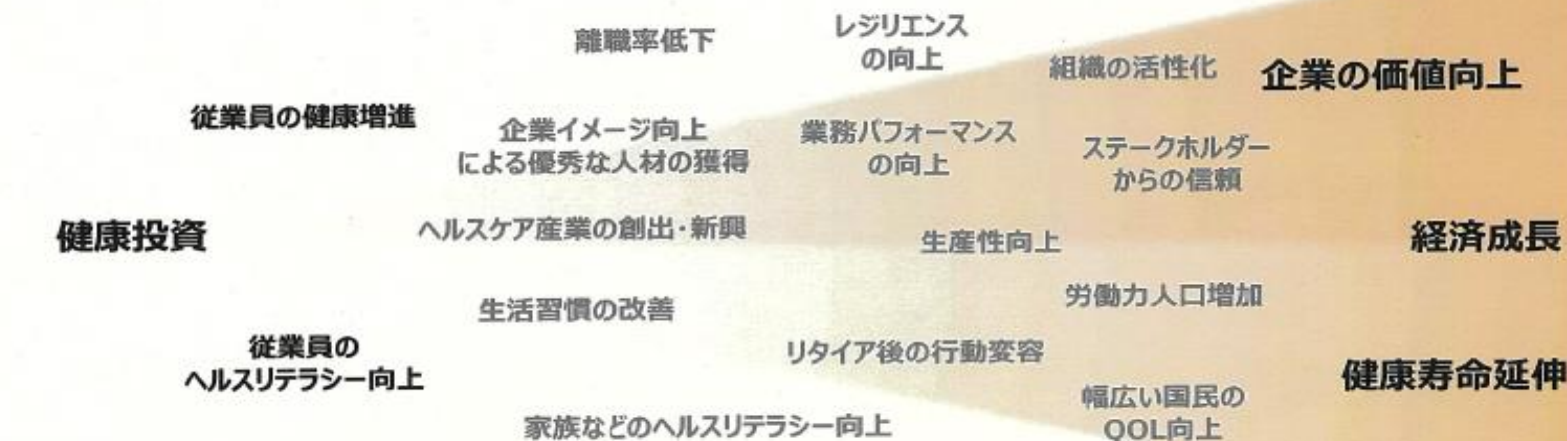 離職率低下
レジリエンス
の向上
組織の活性化
企業の価値向上
従業員の健康増進
企業イメージ向上
による優秀な人材の獲得
業務パフォーマンス
の向上
ステークホルダー
からの信頼
健康投資
ヘルスケア産業の創出・新興
生産性向上
経済成長
生活習慣の改善
労働力人口増加
従業員の
ヘルスリテラシー向上
リタイア後の行動変容
健康寿命延伸
幅広い国民の
QOL向上
家族などのヘルスリテラシー向上